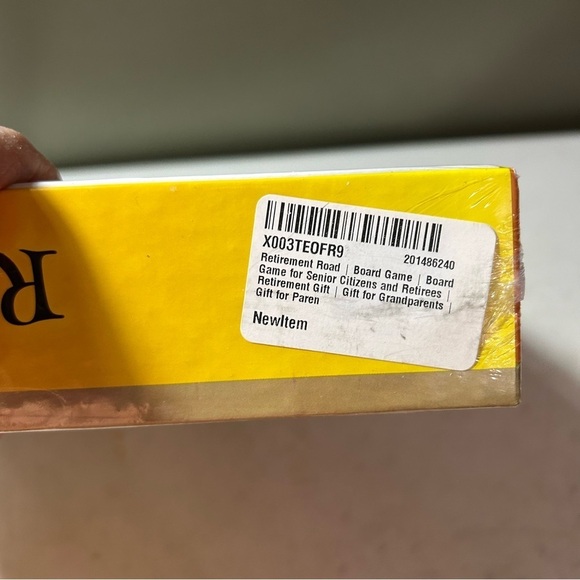 X003TEOFR9 201486240
Retirement Road | Board Game | Board
Game for Senior Citizens and Retirees |
Retirement Gift | Gift for Grandparents |
Gift for Paren
NewItem
R